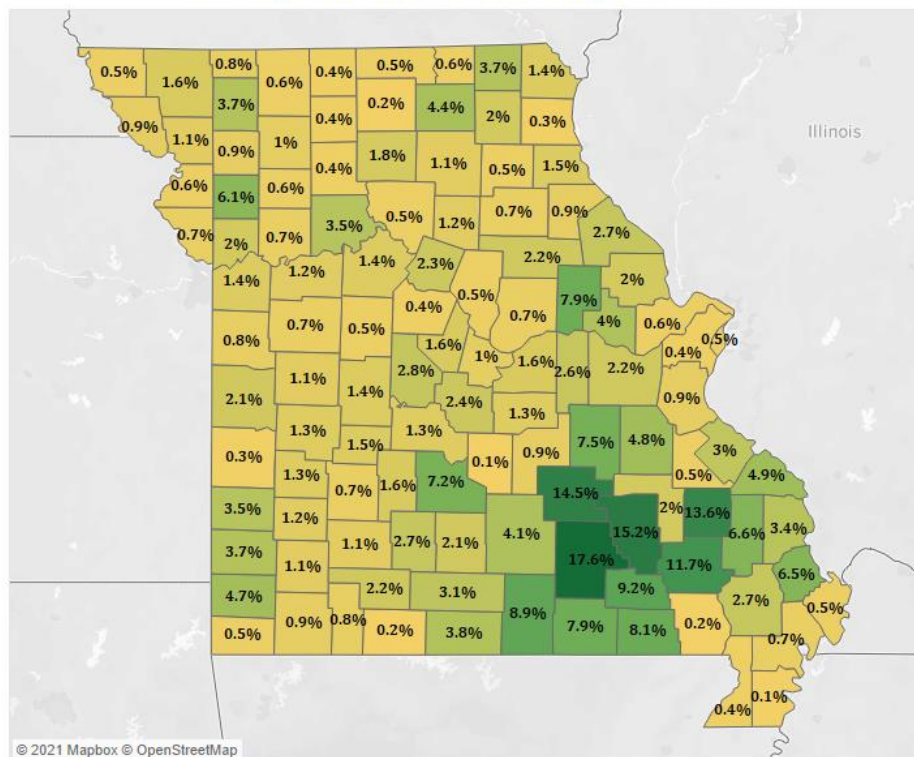 0.5% 1.6% 0.8% 0.6% 0.4% 0.5% 0.6% 3.7% 1.4%
3.7% 0.4% 0.2% 4.4% 2% 0.3%
Illinois
0.9% 1.1% 0.9% 1% 0.4% 1.8% 1.1% 0.5% 1.5%
0.6% 6.1% 0.6% 3.5% 0.5% 1.2% 0.7% 0.9%
0.7% 2% 0.7% 2.7%
1.4% 1.2% 1.4% 2.3% 0.5% 2.2% 2%
0.8% 0.7% 0.5% 0.4% 0.7% 7.9% 4% 0.6% 0.5%
1.6% 1% 1.6% 2.6% 2.2% 0.4%
2.1% 1.1% 1.4% 2.8% 2.4% 1.3% 0.9%
0.3% 1.3% 1.5% 1.3% 0.1% 0.9% 7.5% 4.8% 0.5% 3%
1.3% 0.7% 1.6% 7.2% 14.5% 4.9%
3.5% 1.2% 4.1% 15.2% 2% 13.6% 6.6% 3.4%
3.7% 1.1% 1.1% 2.7% 2.1% 17.6% 11.7% 6.5%
4.7% 2.2% 3.1% 9.2% 2.7% 0.5%
0.5% 0.9% 0.8% 0.2% 3.8% 8.9% 7.9% 8.1% 0.2% 0.7%
0.4% 0.1%
© 2021 Mapbox © OpenStreetMap